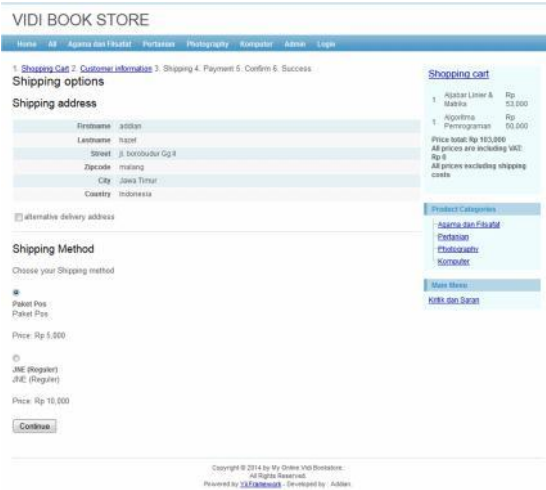 VIDI BOOK STORE
Home All Agama dan Filsafat Pertanian Photography Komputer Admin Login
1. Shopping Cart 2. Customer information 3. Shipping 4. Payment 5. Confirm 6. Success
Shipping options
Shipping address
Firstname addian
Lastname hazef
Street jl. borobudur Gg 8
Zipcode malang
City Jawa Timur
Country Indonesia
alternative delivery address
Shipping Method
Choose your Shipping method
Paket Pos
Paket Pos
Price: Rp 5,000
JNE (Reguler)
JNE (Reguler)
Price: Rp 10,000
Continue
Shopping cart
1 Aljabar Linier & Matriks Rp 53,000
1 Algoritma Pemrograman Rp 50,000
Price total: Rp 103,000
All prices are including VAT:
Rp 0
All prices excluding shipping
costs
Product Categories
Agama dan Filsafat
Pertanian
Photography
Komputer
Main Menu
Kritik dan Saran
Copyright © 2014 by My Online Vidi Bookstore.
All Rights Reserved.
Powered by Yii Framework - Developed by : Addian.